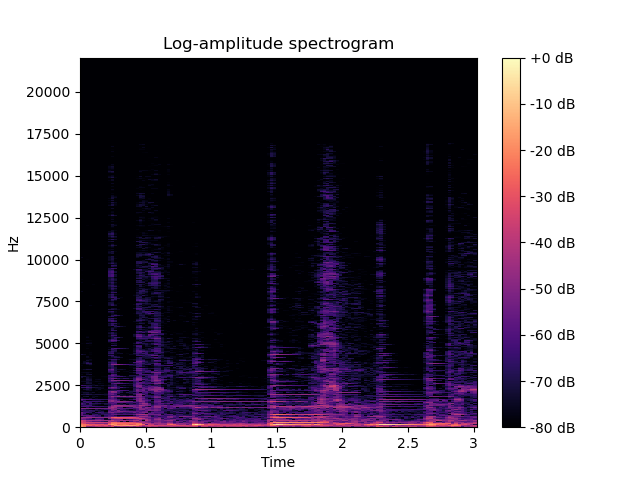 Log-amplitude spectrogram
Hz
20000
17500
15000
12500
10000
7500
5000
2500
0
0 0.5 1 1.5 2 2.5 3
Time
+0 dB
-10 dB
-20 dB
-30 dB
-40 dB
-50 dB
-60 dB
-70 dB
-80 dB